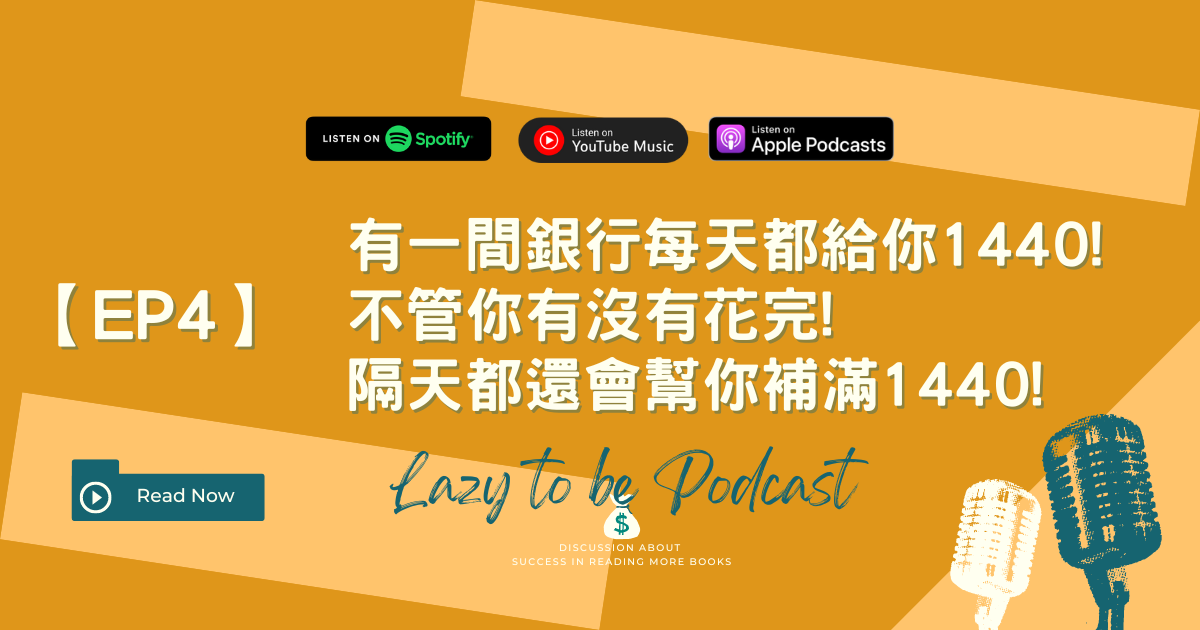 LISTEN ON Spotify
Listen on
YouTube Music
Listen on
Apple Podcasts
【EP4】
有一間銀行每天都給你1440!
不管你有沒有花完!
隔天都還會幫你補滿1440!
Read Now
Lazy to be Podcast
$
DISCUSSION ABOUT
SUCCESS IN READING MORE BOOKS